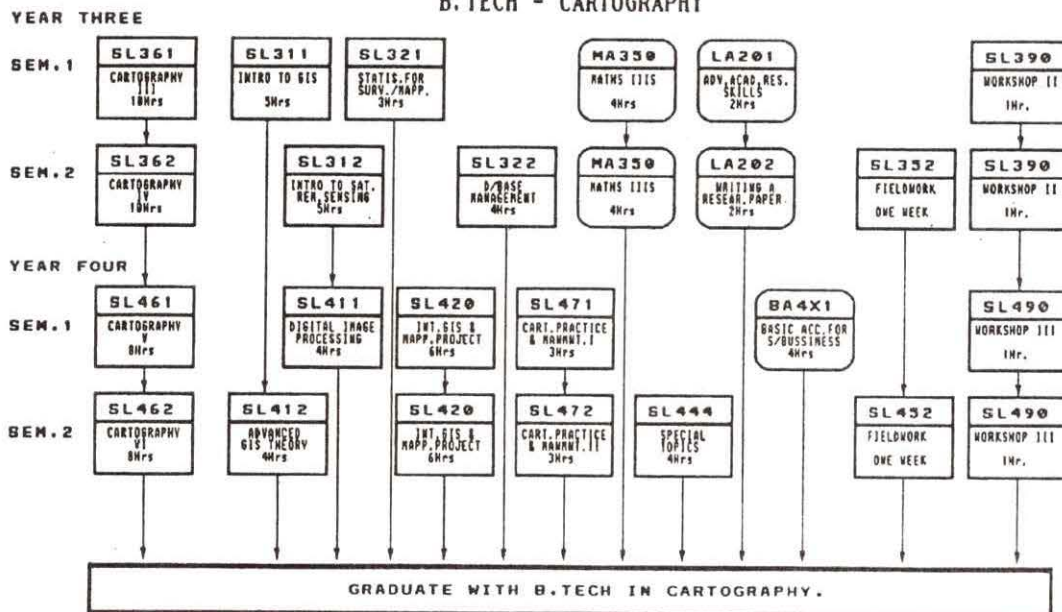 B.TECH - CARTOGRAPHY
YEAR THREE
SEM.1
SL361
CARTOGRAPHY
III
10Hrs
SL311
INTRO TO GIS
5Hrs
SL321
STATIS.FOR
SURV./MAPP.
3Hrs
MA350
MATHS IIIS
4Hrs
LA201
ADV.ACAD.RES.
SKILLS
2Hrs
SL390
WORKSHOP II
1Hr.
SEM.2
SL362
CARTOGRAPHY
IV
10Hrs
SL312
INTRO TO SAT.
REM.SENSING
5Hrs
SL322
D/BASE
MANAGEMENT
4Hrs
MA350
MATHS IIIS
4Hrs
LA202
WRITING A
RESEAR.PAPER
2Hrs
SL352
FIELDWORK
ONE WEEK
SL390
WORKSHOP II
1Hr.
YEAR FOUR
SEM.1
SL461
CARTOGRAPHY
V
8Hrs
SL411
DIGITAL IMAGE
PROCESSING
4Hrs
SL420
INT.GIS &
MAPP.PROJECT
6Hrs
SL471
CART.PRACTICE
& MANMNT.I
3Hrs
BA4X1
BASIC ACC.FOR
S/BUSSINESS
4Hrs
SL490
WORKSHOP III
1Hr.
SEM.2
SL462
CARTOGRAPHY
VI
8Hrs
SL412
ADVANCED
GIS THEORY
4Hrs
SL420
INT.GIS &
MAPP.PROJECT
6Hrs
SL472
CART.PRACTICE
& MANMNT.II
3Hrs
SL444
SPECIAL
TOPICS
4Hrs
SL452
FIELDWORK
ONE WEEK
SL490
WORKSHOP III
1Hr.
GRADUATE WITH B.TECH IN CARTOGRAPHY.